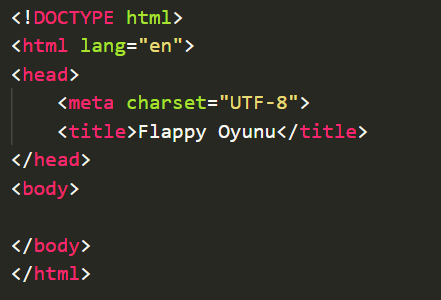 <!DOCTYPE html>
<html lang="en">
<head>
    <meta charset="UTF-8">
    <title>Flappy Oyunu</title>
</head>
<body>

</body>
</html>